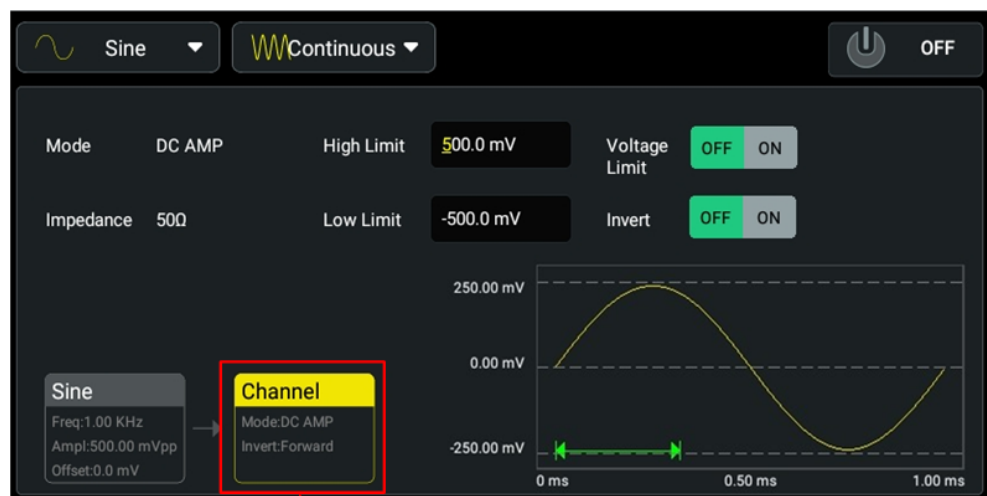 Sine
Continuous
OFF
Mode DC AMP High Limit 500.0 mV Voltage Limit OFF ON
Impedance 50Ω Low Limit -500.0 mV Invert OFF ON
250.00 mV
0.00 mV
-250.00 mV
0 ms 0.50 ms 1.00 ms
Sine
Freq:1.00 KHz
Ampl:500.00 mVpp
Offset:0.0 mV
Channel
Mode:DC AMP
Invert:Forward